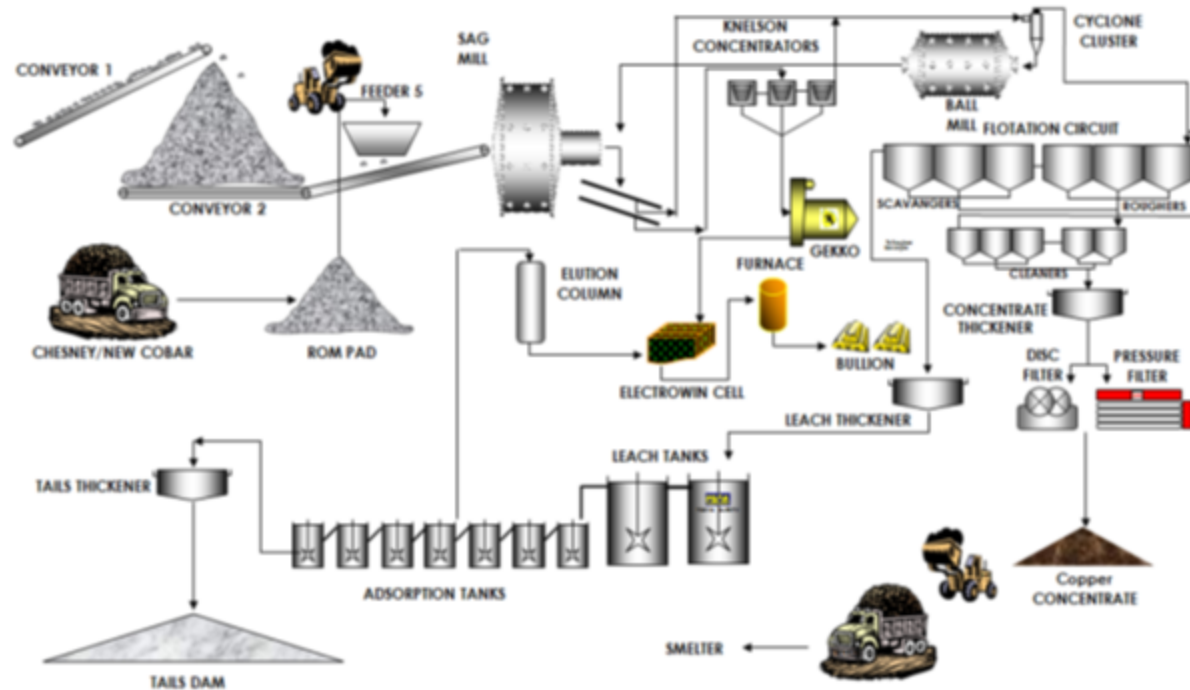 CONVEYOR 1
SAG
MILL
FEEDER 5
KNELSON
CONCENTRATORS
CYCLONE
CLUSTER
BALL
MILL
FLOTATION CIRCUIT
CONVEYOR 2
SCAVANGERS
ROUGHERS
GEKKO
CLEANERS
ELUTION
COLUMN
FURNACE
CONCENTRATE
THICKENER
CHESNEY/NEW COBAR
ROM PAD
BULLION
DISC
FILTER
PRESSURE
FILTER
ELECTROWIN CELL
LEACH THICKENER
LEACH TANKS
TAILS THICKENER
ADSORPTION TANKS
Copper
CONCENTRATE
SMELTER
TAILS DAM